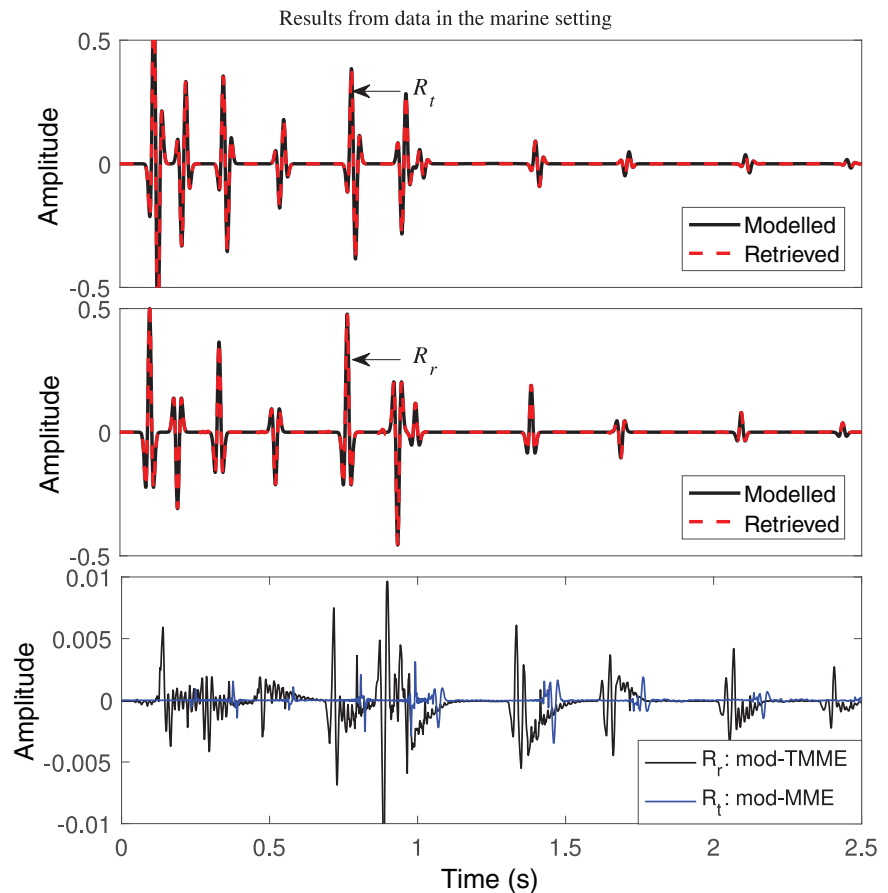 Results from data in the marine setting
0.5
0
-0.5
Amplitude
R_t
Modelled
Retrieved
0.5
0
-0.5
Amplitude
R_r
Modelled
Retrieved
0.01
0.005
0
-0.005
-0.01
Amplitude
R_r: mod-TMME
R_t: mod-MME
0 0.5 1 1.5 2 2.5
Time (s)